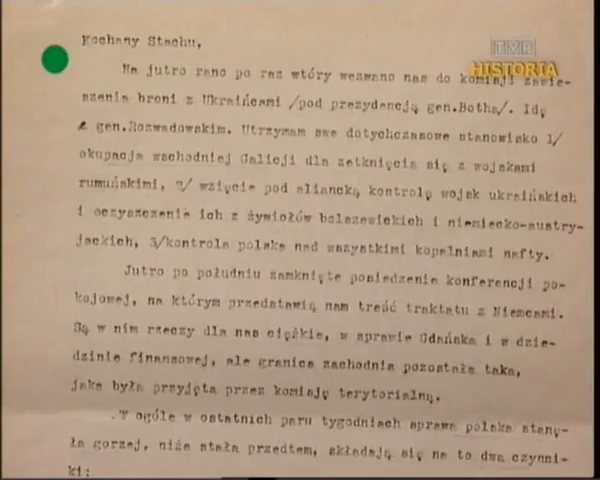 TVP
HISTORIA
Kochany Stachu,
Na jutro rano po raz wtóry wezwano nas do komisji zawie-
szenia broni z Ukraińcami /pod prezydencją gen.Botha/. Idę
z gen.Rozwadowskim. Utrzymam swe dotychczasowe stanowisko 1/
okupacja wschodniej Galicji dla zetknięcia się z wojskami
rumuńskimi, 2/ wzięcie pod aliancką kontrolę wojsk ukraińskich
i oczyszczenie ich z żywiołów bolszewickich i niemiecko-austry-
jackich, 3/kontrola polska nad wszystkimi kopalniami nafty.
Jutro po południu zamknięte posiedzenie konferencji po-
kojowej, na którym przedstawią nam treść traktatu z Niemcami.
Są w nim rzeczy dla nas ciężkie, w sprawie Gdańska i w dzie-
dzinie finansowej, ale granica zachodnia pozostała taka,
jaka była przyjęta przez komisję terytorialną.
.W ogóle w ostatnich paru tygodniach sprawa polska stanę-
ła gorzej, niże stała przedtem, składają się na to dwa czynni-
ki: